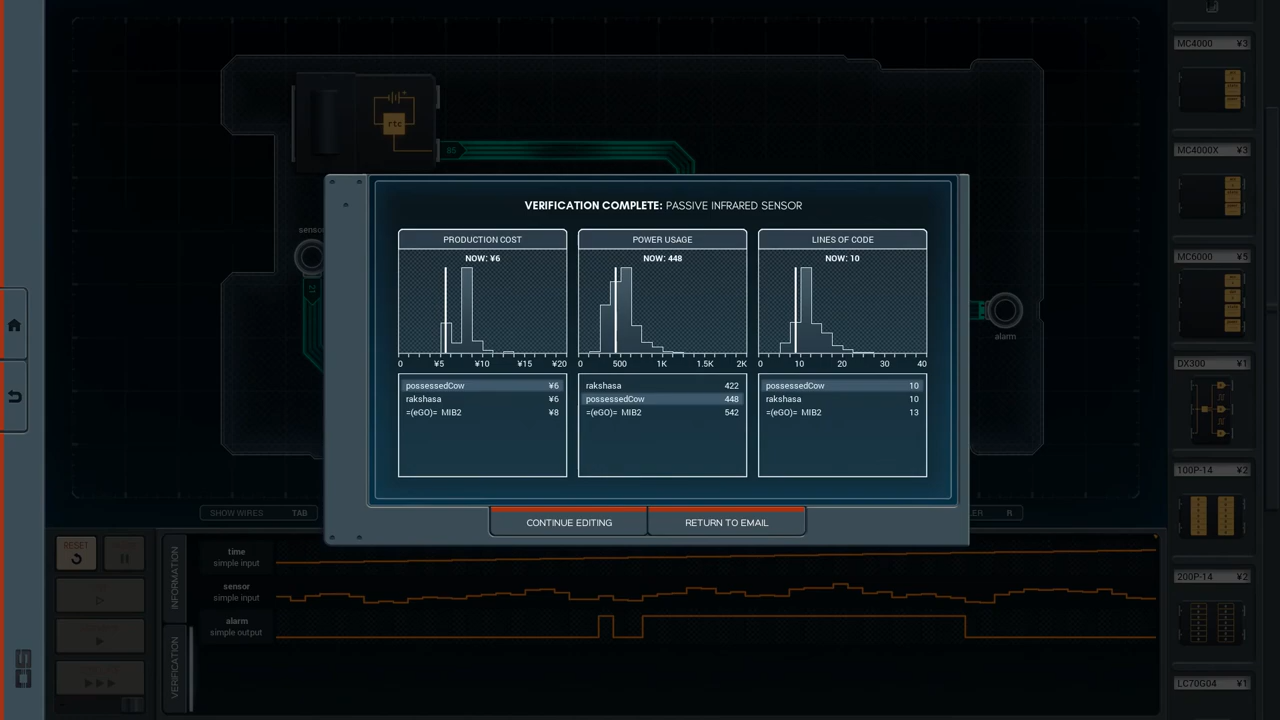 MC4000 ¥3
rtc
85
MC4000X ¥3
VERIFICATION COMPLETE: PASSIVE INFRARED SENSOR
PRODUCTION COST
NOW: ¥6
0 ¥5 ¥10 ¥15 ¥20
possessedCow ¥6
rakshasa ¥6
=(eGO)= MIB2 ¥8
POWER USAGE
NOW: 448
0 500 1K 1.5K 2K
rakshasa 422
possessedCow 448
=(eGO)= MIB2 542
LINES OF CODE
NOW: 10
0 10 20 30 40
possessedCow 10
rakshasa 10
=(eGO)= MIB2 13
alarm
MC6000 ¥5
DX300 ¥1
100P-14 ¥2
SHOW WIRES TAB
R
CONTINUE EDITING
RETURN TO EMAIL
200P-14 ¥2
LC70G04 ¥1
RESET
INFORMATION
VERIFICATION
time
simple input
sensor
simple input
alarm
simple output